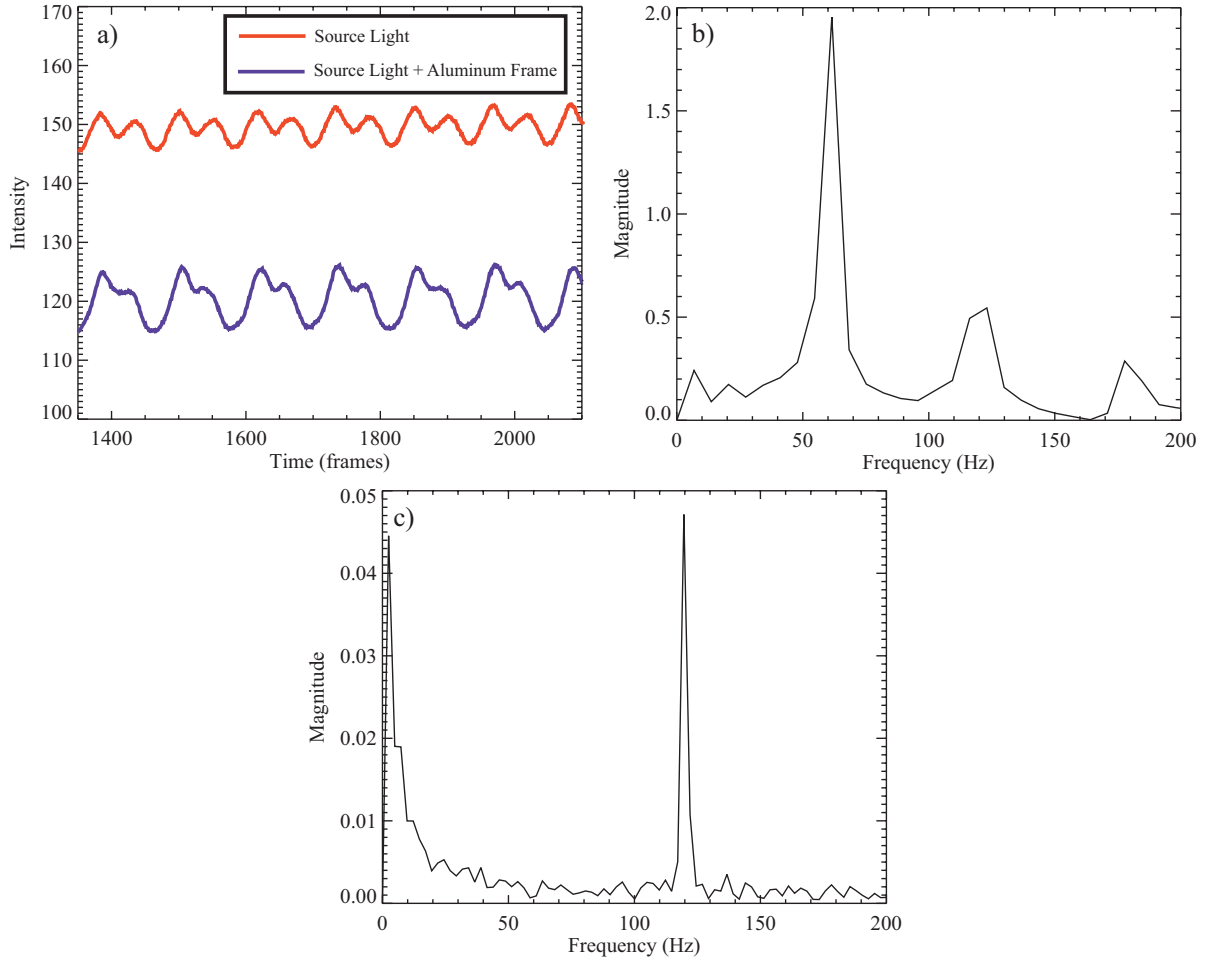 a)
Source Light
Source Light + Aluminum Frame
170
160
150
140
130
120
110
100
Intensity
1400 1600 1800 2000
Time (frames)
b)
2.0
1.5
1.0
0.5
0.0
Magnitude
0 50 100 150 200
Frequency (Hz)
c)
0.05
0.04
0.03
0.02
0.01
0.00
Magnitude
0 50 100 150 200
Frequency (Hz)